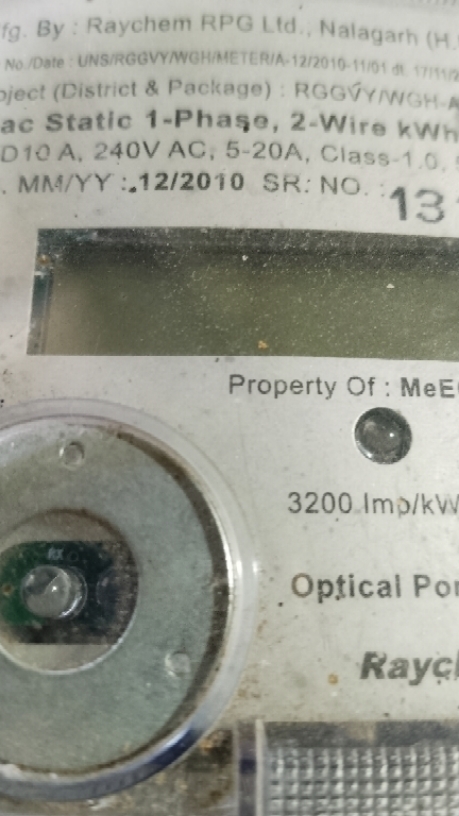 fg. By : Raychem RPG Ltd., Nalagarh (H.
No./Date : UNS/RGGVY/WGH/METER/A-12/2010-11/01 dt. 17/11/2
oject (District & Package) : RGGVY/WGH-A
ac Static 1-Phase, 2-Wire kWh
D10 A, 240V AC, 5-20A, Class-1.0,
. MM/YY : 12/2010 SR. NO. : 13
Property Of : MeE
3200 Imp/kW
RX
Optical Por
Raych